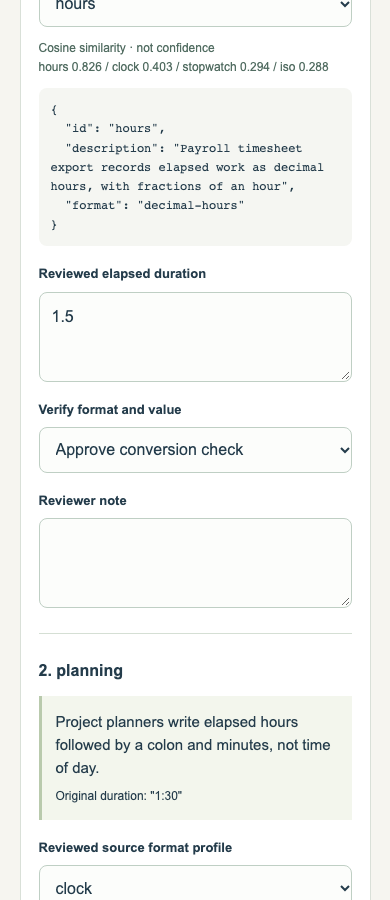 hours
Cosine similarity · not confidence
hours 0.826 / clock 0.403 / stopwatch 0.294 / iso 0.288
{
  "id": "hours",
  "description": "Payroll timesheet
export records elapsed work as decimal
hours, with fractions of an hour",
  "format": "decimal-hours"
}
Reviewed elapsed duration
1.5
Verify format and value
Approve conversion check
Reviewer note
2. planning
Project planners write elapsed hours
followed by a colon and minutes, not time
of day.
Original duration: "1:30"
Reviewed source format profile
clock